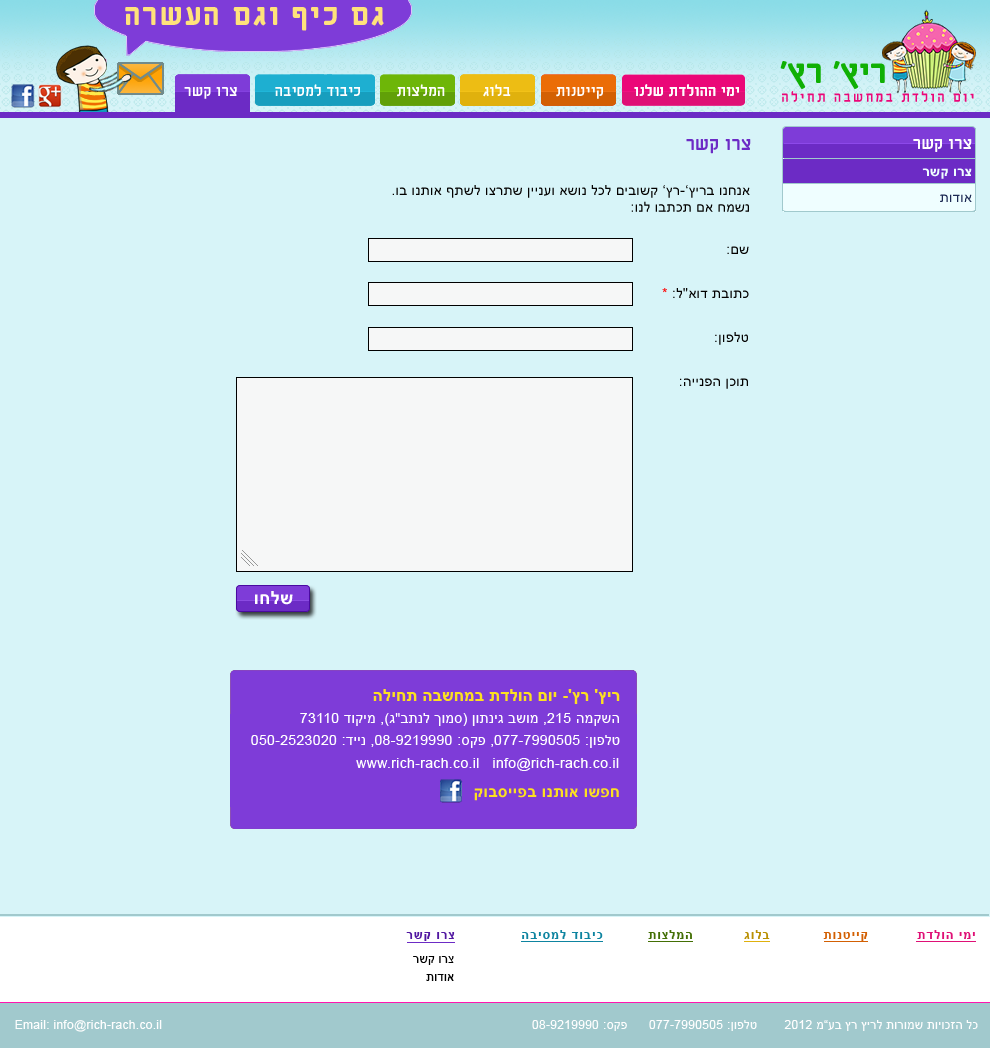 גם כיף וגם העשרה
ריץ' רץ'
יום הולדת במחשבה תחילה
ימי ההולדת שלנו
קייטנות
בלוג
המלצות
כיבוד למסיבה
צרו קשר
צרו קשר
צרו קשר
אודות
צרו קשר
אנחנו בריץ'-רץ' קשובים לכל נושא ועניין שתרצו לשתף אותנו בו.
נשמח אם תכתבו לנו:
שם:
כתובת דוא"ל: *
טלפון:
תוכן הפנייה:
שלחו
ריץ' רץ'- יום הולדת במחשבה תחילה
השקמה 215, מושב גינתון (סמוך לנתב"ג), מיקוד 73110
טלפון: 077-7990505, פקס: 08-9219990, נייד: 050-2523020
www.rich-rach.co.il info@rich-rach.co.il
חפשו אותנו בפייסבוק
ימי הולדת
קייטנות
בלוג
המלצות
כיבוד למסיבה
צרו קשר
צרו קשר
אודות
כל הזכויות שמורות לריץ רץ בע"מ 2012 טלפון: 077-7990505 פקס: 08-9219990
Email: info@rich-rach.co.il